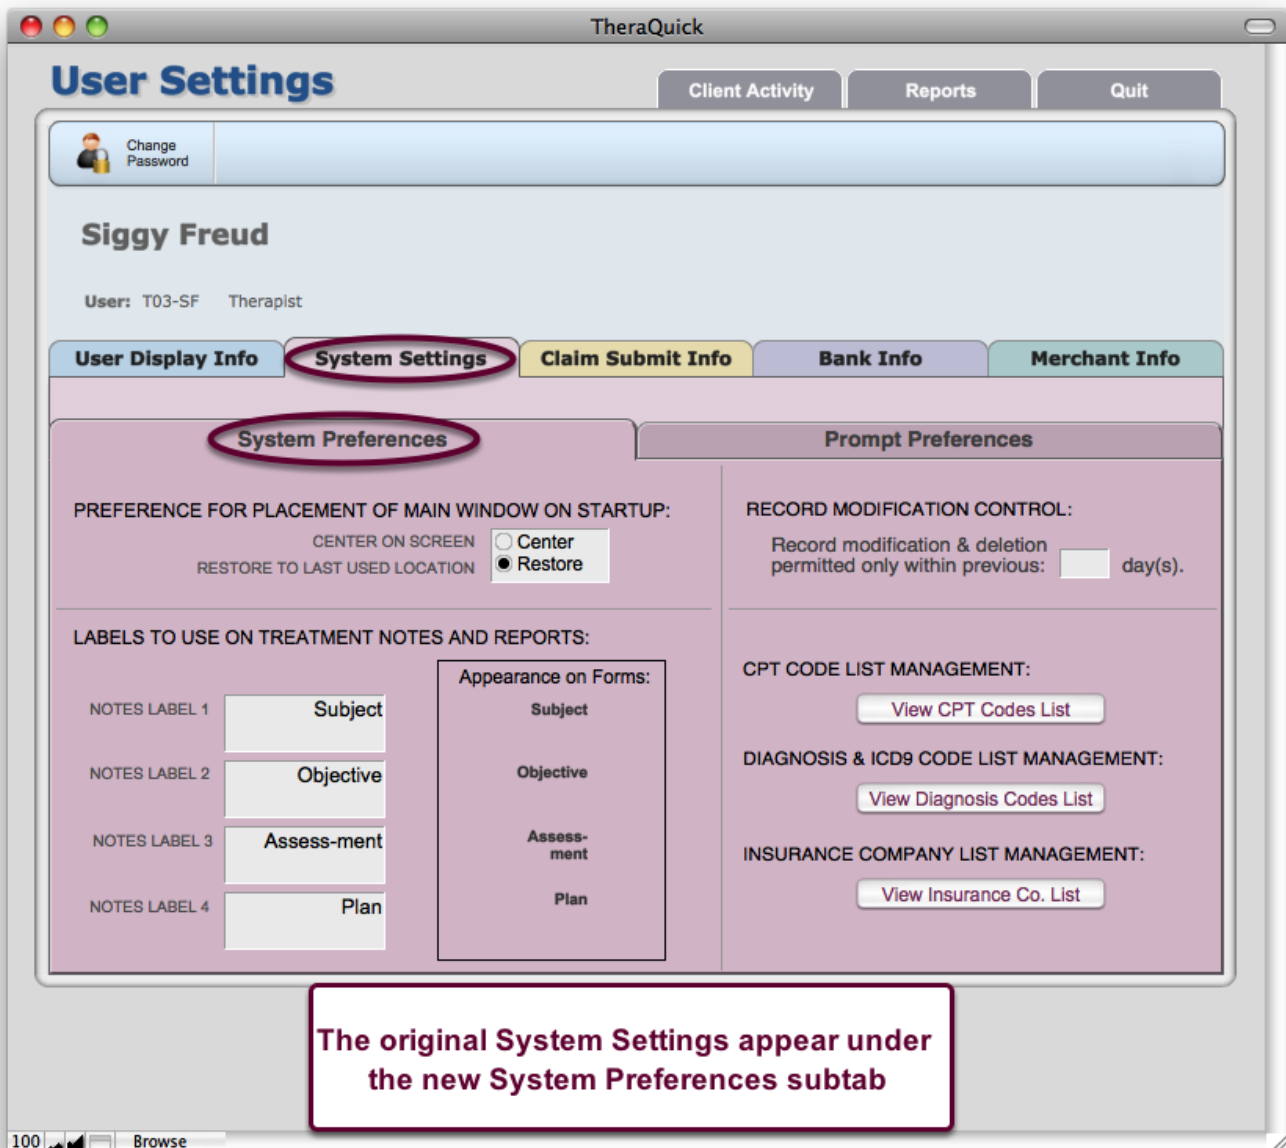 TheraQuick
User Settings
Client Activity
Reports
Quit
Change
Password
Siggy Freud
User: T03-SF Therapist
User Display Info
System Settings
Claim Submit Info
Bank Info
Merchant Info
System Preferences
Prompt Preferences
PREFERENCE FOR PLACEMENT OF MAIN WINDOW ON STARTUP:
CENTER ON SCREEN
Center
RESTORE TO LAST USED LOCATION
Restore
RECORD MODIFICATION CONTROL:
Record modification & deletion
permitted only within previous: day(s).
LABELS TO USE ON TREATMENT NOTES AND REPORTS:
Appearance on Forms:
NOTES LABEL 1
Subject
Subject
NOTES LABEL 2
Objective
Objective
NOTES LABEL 3
Assess-ment
Assess-
ment
NOTES LABEL 4
Plan
Plan
CPT CODE LIST MANAGEMENT:
View CPT Codes List
DIAGNOSIS & ICD9 CODE LIST MANAGEMENT:
View Diagnosis Codes List
INSURANCE COMPANY LIST MANAGEMENT:
View Insurance Co. List
The original System Settings appear under
the new System Preferences subtab
100
Browse